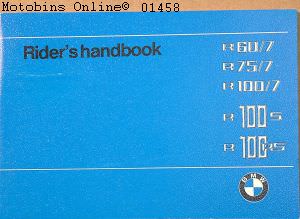 Motobins Online© 01458
Rider's handbook
R60/7
R75/7
R100/7
R100S
R100RS
BMW